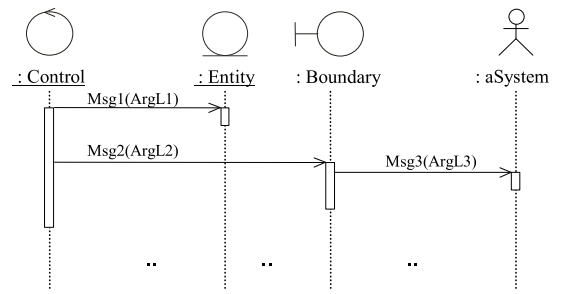 : Control
: Entity
: Boundary
: aSystem
Msg1(ArgL1)
Msg2(ArgL2)
Msg3(ArgL3)
.. .. ..